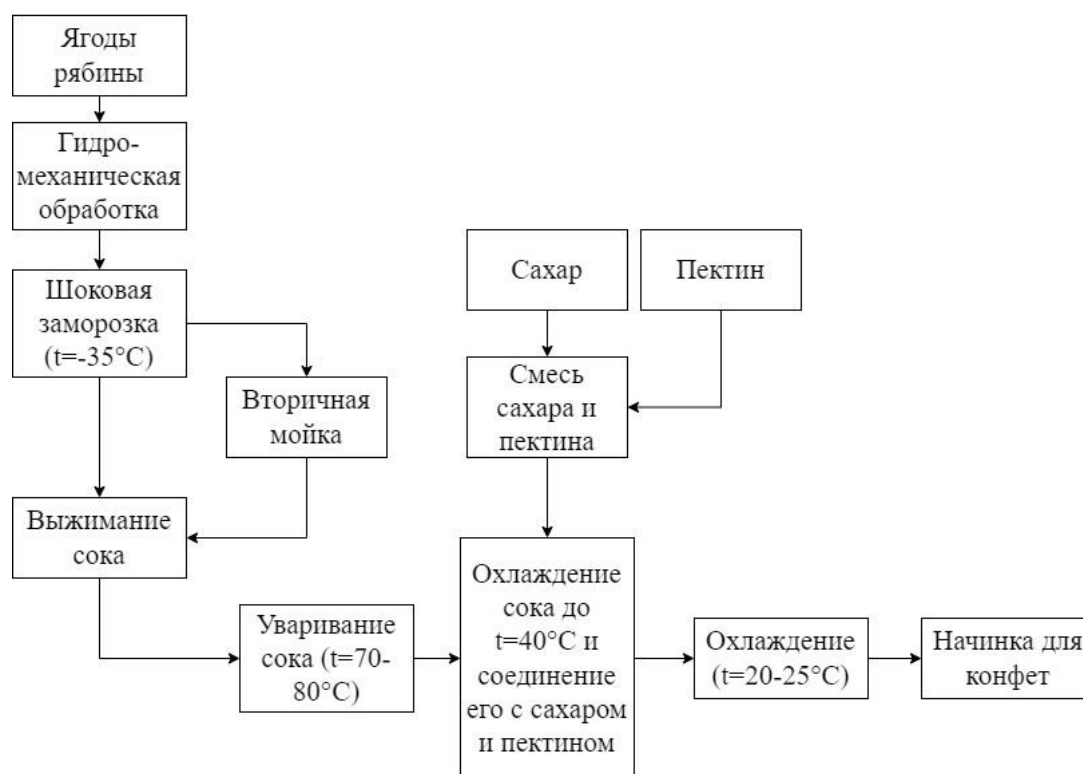 Ягоды
рябины
Гидро-
механическая
обработка
Шоковая
заморозка
(t=-35°C)
Вторичная
мойка
Выжимание
сока
Сахар
Пектин
Смесь
сахара и
пектина
Уваривание
сока (t=70-
80°C)
Охлаждение
сока до
t=40°C и
соединение
его с сахаром
и пектином
Охлаждение
(t=20-25°C)
Начинка для
конфет